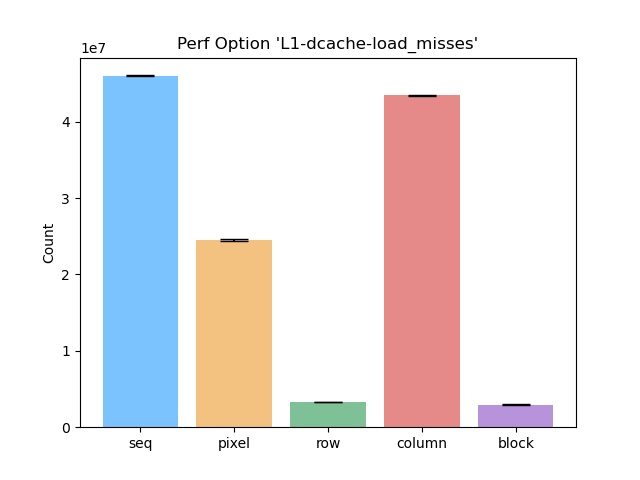 Perf Option 'L1-dcache-load_misses'
1e7
Count
4
3
2
1
0
seq pixel row column block